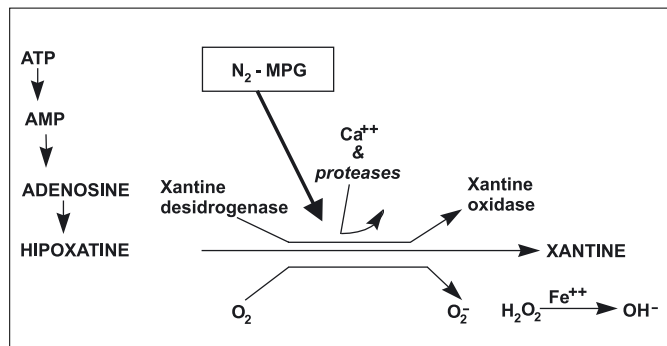 ATP
N₂ - MPG
AMP
Ca⁺⁺
&
proteases
ADENOSINE
Xantine
desidrogenase
Xantine
oxidase
HIPOXATINE
XANTINE
O₂
O₂⁻
H₂O₂
Fe⁺⁺
OH⁻